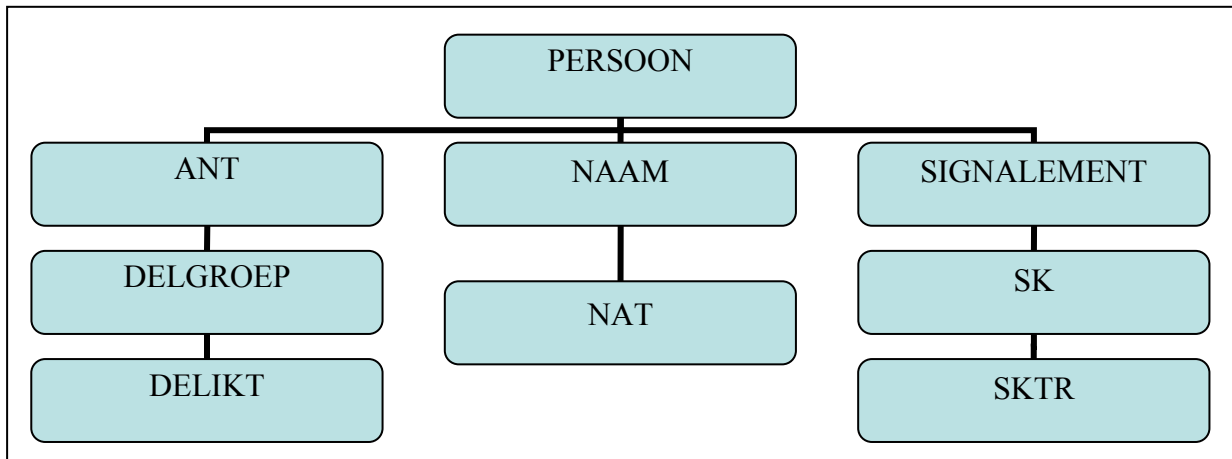 PERSOON
ANT
NAAM
SIGNALEMENT
DELGROEP
SK
NAT
DELIKT
SKTR